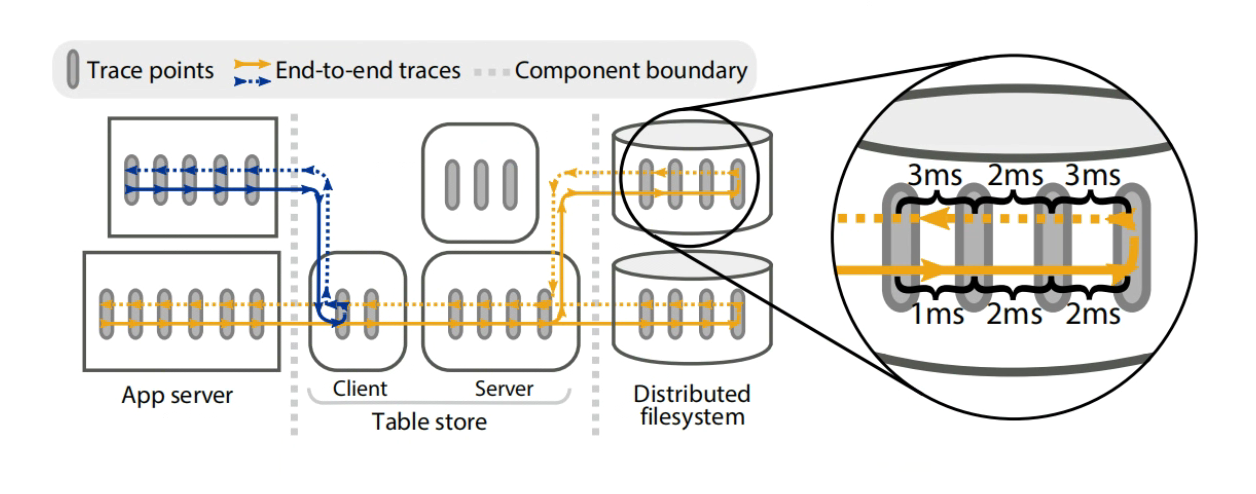 Trace points End-to-end traces Component boundary
3ms 2ms 3ms
1ms 2ms 2ms
App server
Client Server
Table store
Distributed
filesystem